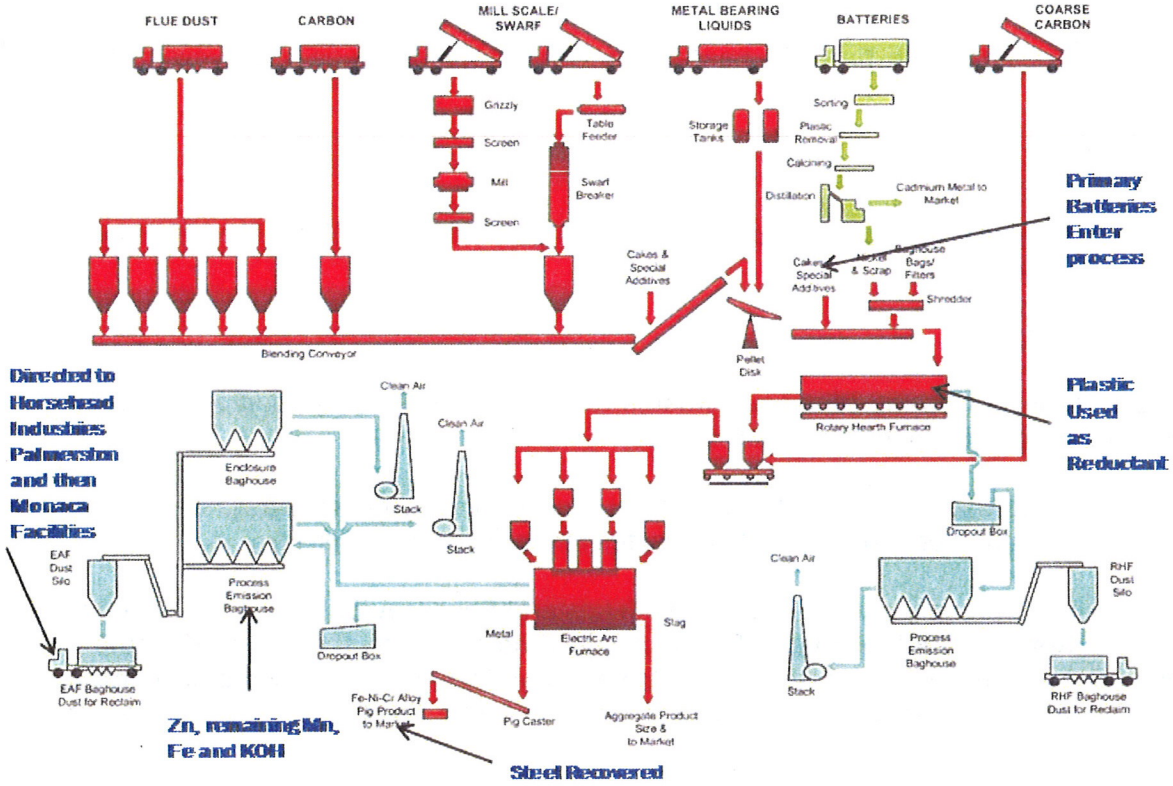 FLUE DUST
CARBON
MILL SCALE/
SWARF
METAL BEARING
LIQUIDS
BATTERIES
COARSE
CARBON
Grizzly
Screen
Mill
Screen
Table
Feeder
Swarf
Breaker
Storage
Tanks
Sorting
Plastic
Removal
Calcining
Distillation
Cadmium Metal to
Market
Primary
Batteries
Enter
process
Cakes &
Special
Additives
Cakes
Special
Additives
Nickel
& Scrap
Baghouse
Bags/
Filters
Shredder
Blending Conveyor
Pellet
Disk
Rotary Hearth Furnace
Plastic
Used
as
Reductant
Directed to
Horsehead
Industries
Palmerston
and then
Monaca
Facilities
Clean Air
Clean Air
Enclosure
Baghouse
Stack
Stack
EAF
Dust
Silo
Process
Emission
Baghouse
Dropout Box
Metal
Electric Arc
Furnace
Slag
Dropout Box
Clean Air
RHF
Dust
Silo
Process
Emission
Baghouse
Stack
EAF Baghouse
Dust for Reclaim
Fe-Ni-Cr Alloy
Pig Product
to Market
Pig Caster
Aggregate Product
Size &
to Market
RHF Baghouse
Dust for Reclaim
Zn, remaining Mn,
Fe and KOH
Steel Recovered